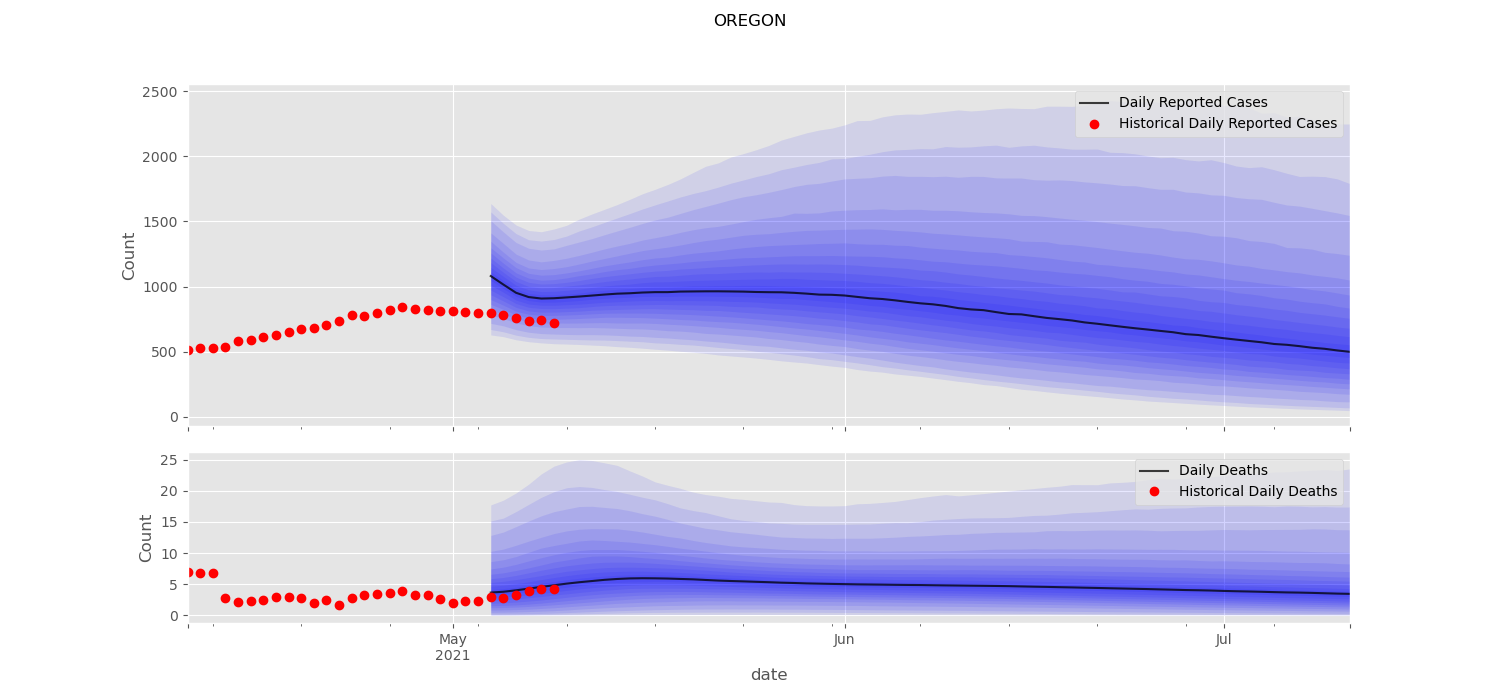 OREGON
2500
2000
1500
1000
500
0
Count
Daily Reported Cases
Historical Daily Reported Cases
25
20
15
10
5
0
Count
Daily Deaths
Historical Daily Deaths
May
2021
Jun
Jul
date